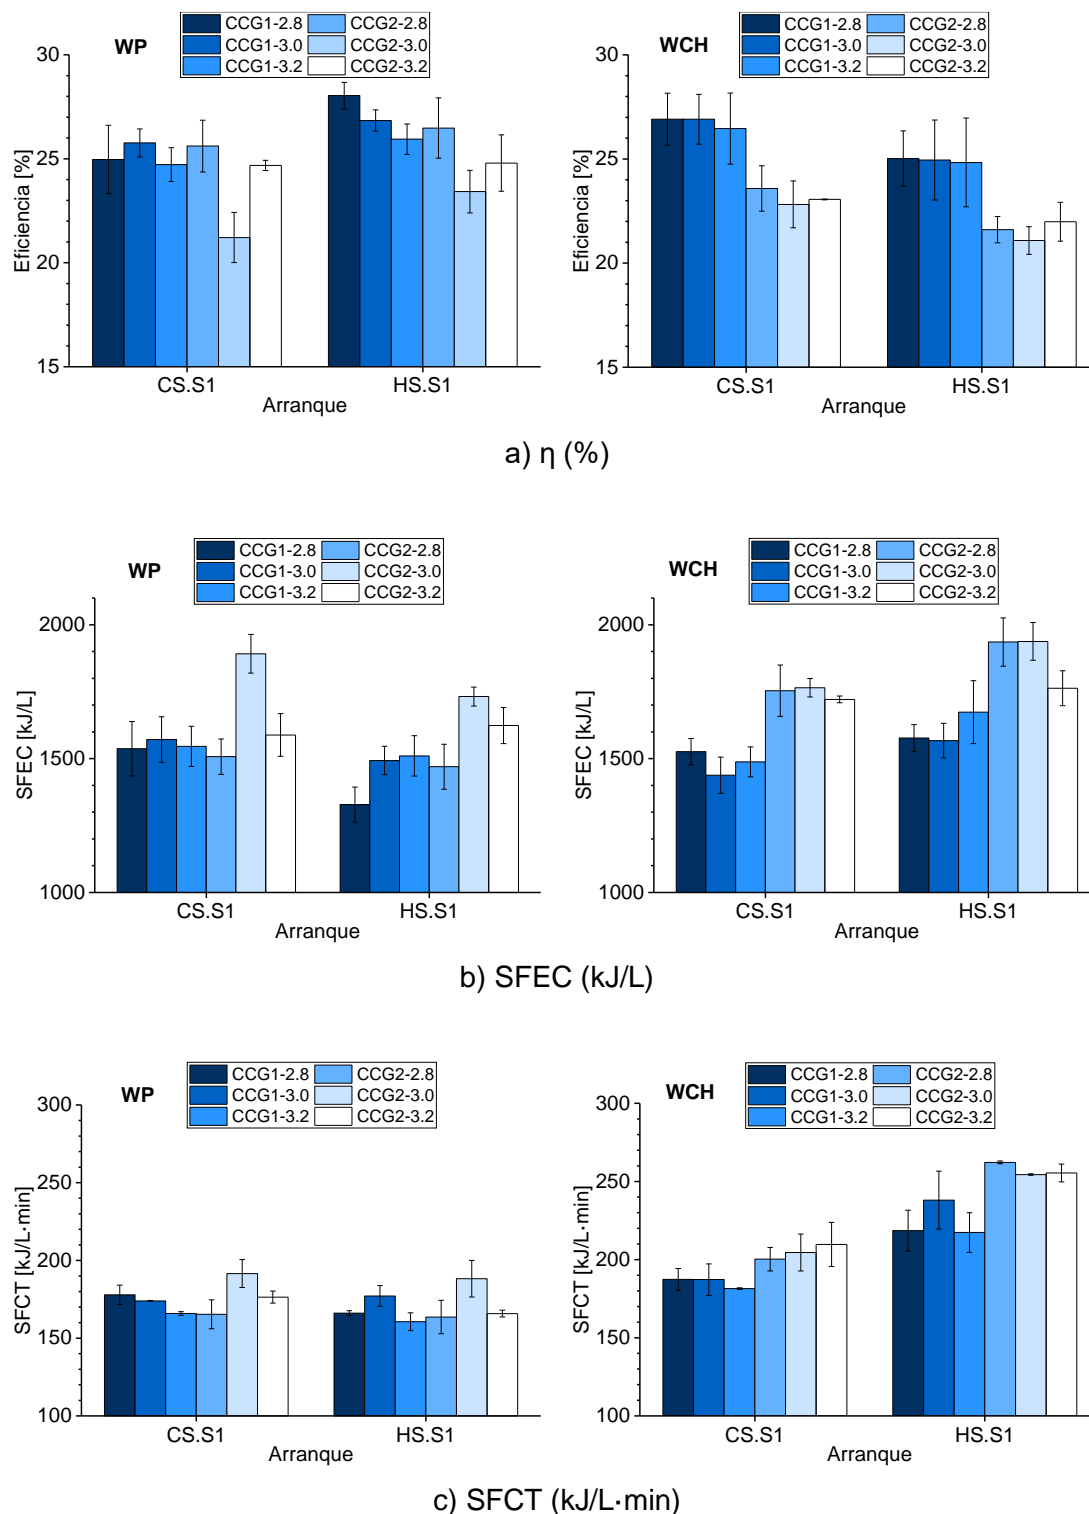 WP
CCG1-2.8 CCG2-2.8
CCG1-3.0 CCG2-3.0
CCG1-3.2 CCG2-3.2
Eficiencia [%]
30
25
20
15
CS.S1 HS.S1
Arranque
WCH
CCG1-2.8 CCG2-2.8
CCG1-3.0 CCG2-3.0
CCG1-3.2 CCG2-3.2
Eficiencia [%]
30
25
20
15
CS.S1 HS.S1
Arranque
a) η (%)
WP
CCG1-2.8 CCG2-2.8
CCG1-3.0 CCG2-3.0
CCG1-3.2 CCG2-3.2
SFEC [kJ/L]
2000
1500
1000
CS.S1 HS.S1
Arranque
WCH
CCG1-2.8 CCG2-2.8
CCG1-3.0 CCG2-3.0
CCG1-3.2 CCG2-3.2
SFEC [kJ/L]
2000
1500
1000
CS.S1 HS.S1
Arranque
b) SFEC (kJ/L)
WP
CCG1-2.8 CCG2-2.8
CCG1-3.0 CCG2-3.0
CCG1-3.2 CCG2-3.2
SFCT [kJ/L·min]
300
250
200
150
100
CS.S1 HS.S1
Arranque
WCH
CCG1-2.8 CCG2-2.8
CCG1-3.0 CCG2-3.0
CCG1-3.2 CCG2-3.2
SFCT [kJ/L·min]
300
250
200
150
100
CS.S1 HS.S1
Arranque
c) SFCT (kJ/L·min)